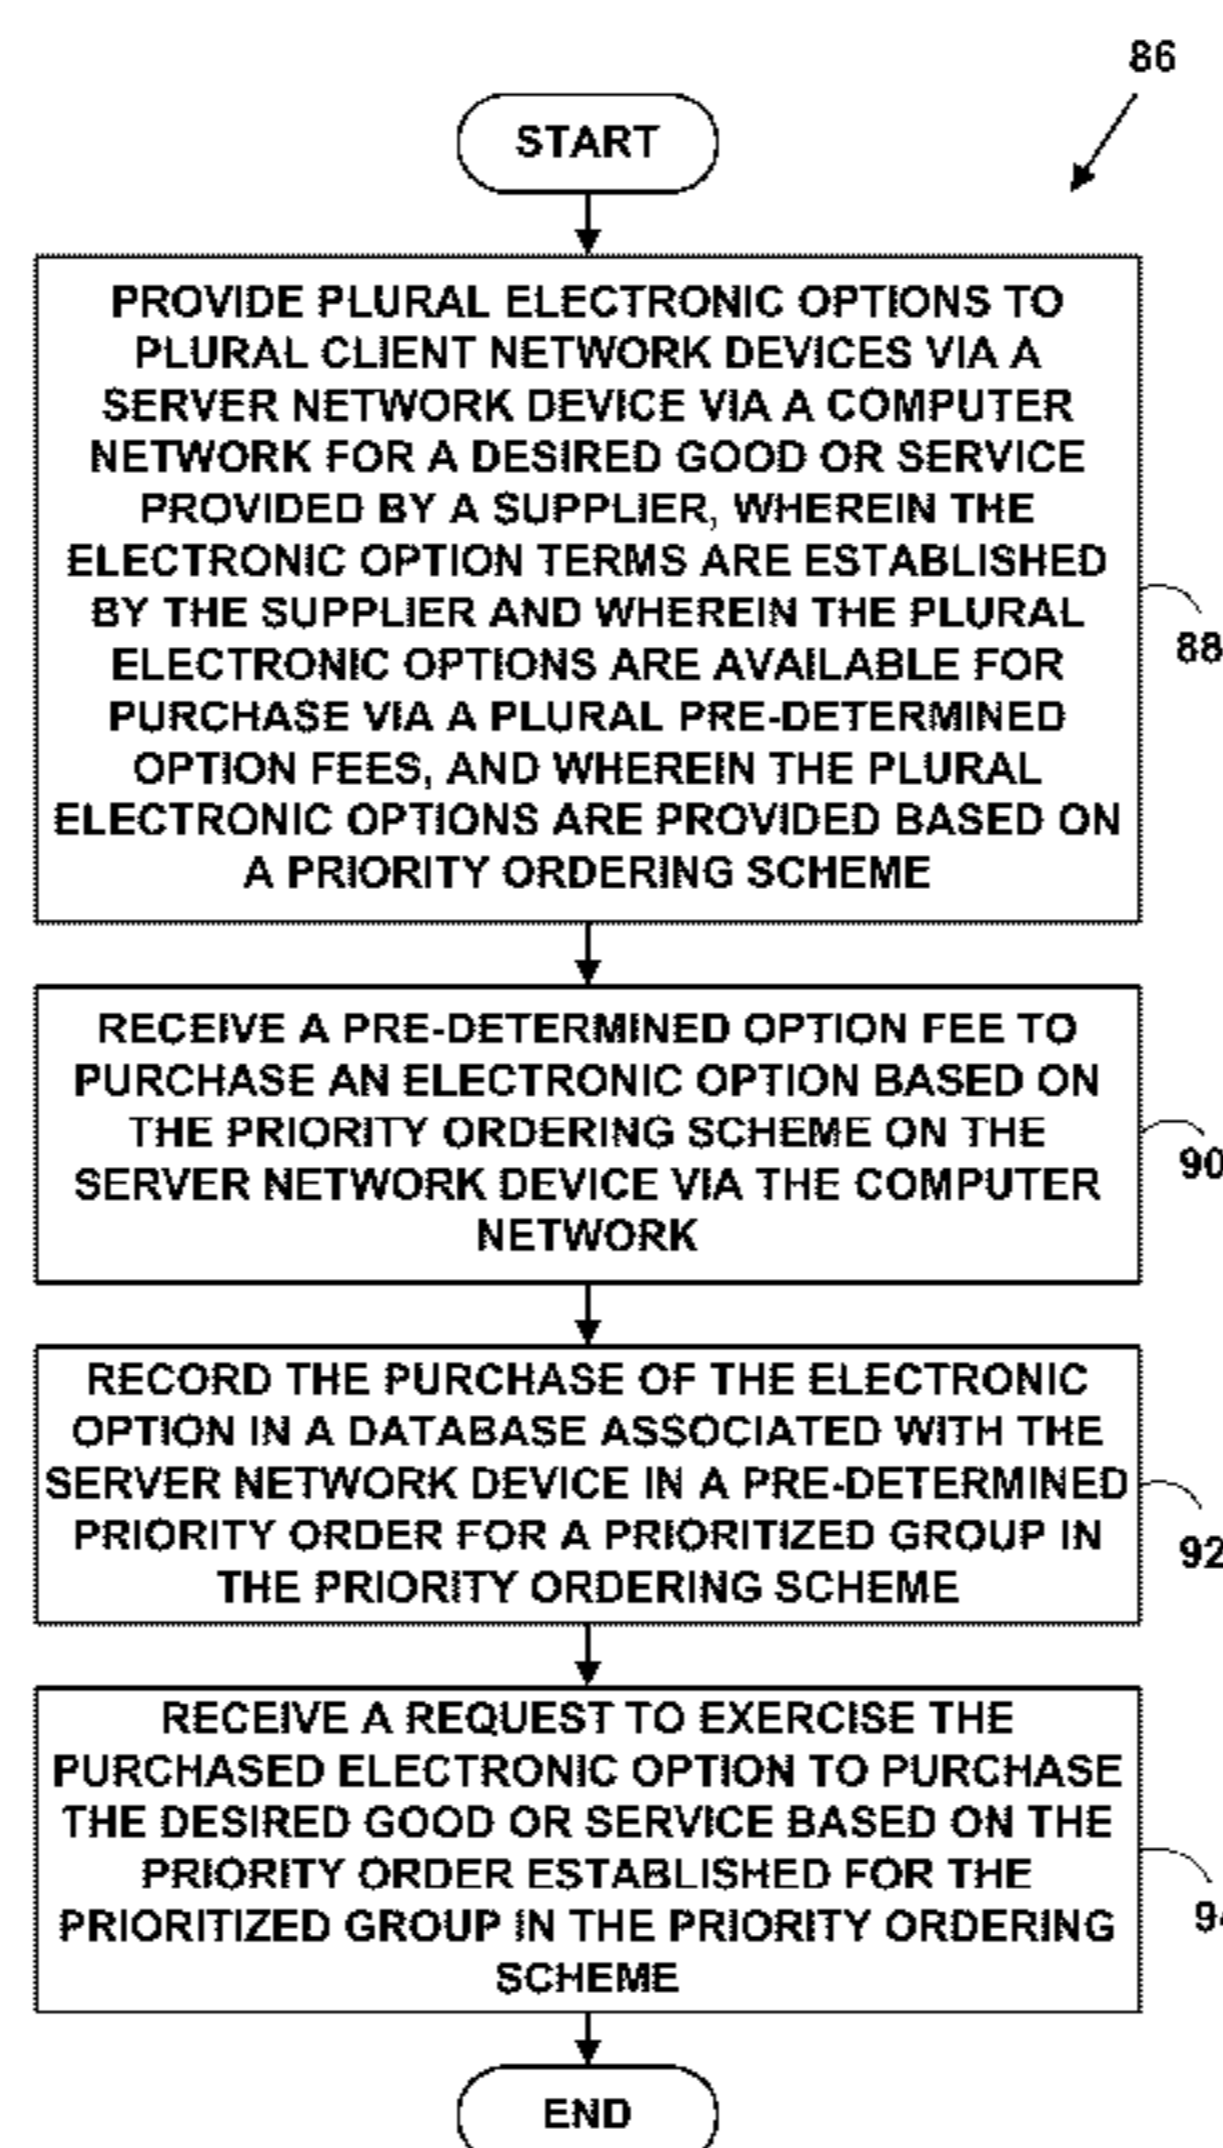 86
START
PROVIDE PLURAL ELECTRONIC OPTIONS TO
PLURAL CLIENT NETWORK DEVICES VIA A
SERVER NETWORK DEVICE VIA A COMPUTER
NETWORK FOR A DESIRED GOOD OR SERVICE
PROVIDED BY A SUPPLIER, WHEREIN THE
ELECTRONIC OPTION TERMS ARE ESTABLISHED
BY THE SUPPLIER AND WHEREIN THE PLURAL
ELECTRONIC OPTIONS ARE AVAILABLE FOR
PURCHASE VIA A PLURAL PRE-DETERMINED
OPTION FEES, AND WHEREIN THE PLURAL
ELECTRONIC OPTIONS ARE PROVIDED BASED ON
A PRIORITY ORDERING SCHEME
88
RECEIVE A PRE-DETERMINED OPTION FEE TO
PURCHASE AN ELECTRONIC OPTION BASED ON
THE PRIORITY ORDERING SCHEME ON THE
SERVER NETWORK DEVICE VIA THE COMPUTER
NETWORK
90
RECORD THE PURCHASE OF THE ELECTRONIC
OPTION IN A DATABASE ASSOCIATED WITH THE
SERVER NETWORK DEVICE IN A PRE-DETERMINED
PRIORITY ORDER FOR A PRIORITIZED GROUP IN
THE PRIORITY ORDERING SCHEME
92
RECEIVE A REQUEST TO EXERCISE THE
PURCHASED ELECTRONIC OPTION TO PURCHASE
THE DESIRED GOOD OR SERVICE BASED ON THE
PRIORITY ORDER ESTABLISHED FOR THE
PRIORITIZED GROUP IN THE PRIORITY ORDERING
SCHEME
94
END